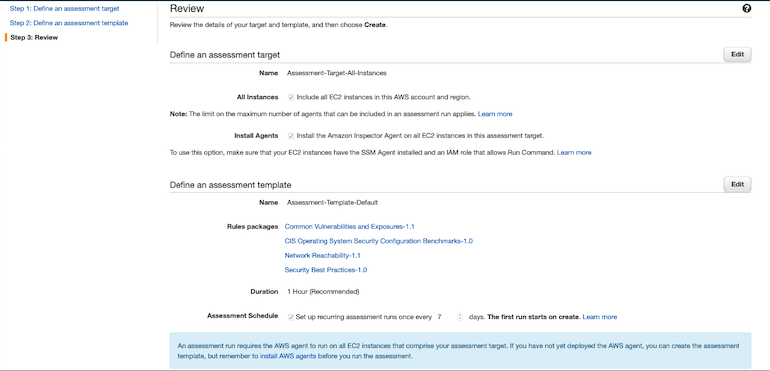 Step 1: Define an assessment target
Step 2: Define an assessment template
Step 3: Review
Review
Review the details of your target and template, and then choose Create.
Define an assessment target
Edit
Name Assessment-Target-All-Instances
All Instances Include all EC2 instances in this AWS account and region.
Note: The limit on the maximum number of agents that can be included in an assessment run applies. Learn more
Install Agents Install the Amazon Inspector Agent on all EC2 instances in this assessment target.
To use this option, make sure that your EC2 instances have the SSM Agent installed and an IAM role that allows Run Command. Learn more
Define an assessment template
Edit
Name Assessment-Template-Default
Rules packages Common Vulnerabilities and Exposures-1.1
CIS Operating System Security Configuration Benchmarks-1.0
Network Reachability-1.1
Security Best Practices-1.0
Duration 1 Hour (Recommended)
Assessment Schedule Set up recurring assessment runs once every 7 days. The first run starts on create. Learn more
An assessment run requires the AWS agent to run on all EC2 instances that comprise your assessment target. If you have not yet deployed the AWS agent, you can create the assessment
template, but remember to install AWS agents before you run the assessment.